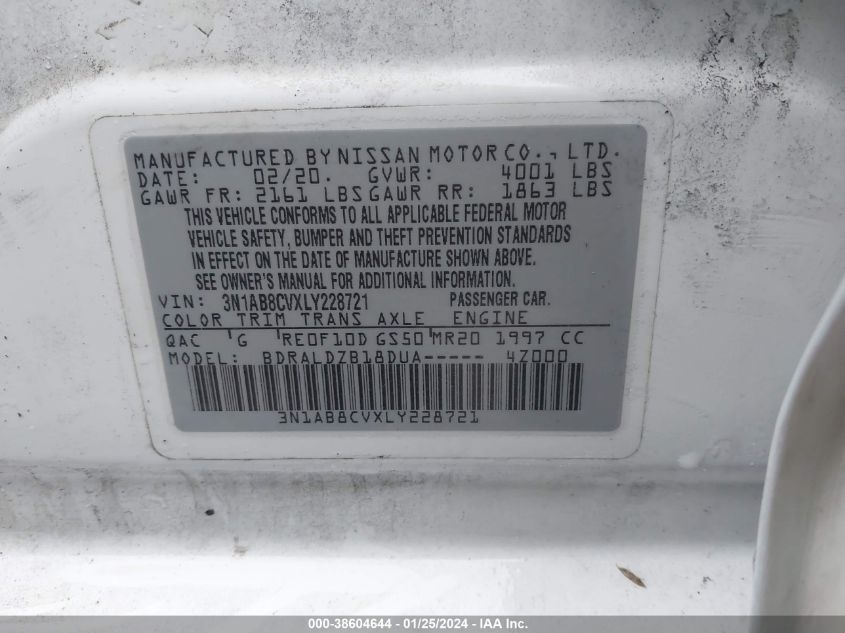 MANUFACTURED BY NISSAN MOTOR CO., LTD.
DATE: 02/20. GVWR: 4001 LBS
GAWR FR: 2161 LBS GAWR RR: 1863 LBS
THIS VEHICLE CONFORMS TO ALL APPLICABLE FEDERAL MOTOR
VEHICLE SAFETY, BUMPER AND THEFT PREVENTION STANDARDS
IN EFFECT ON THE DATE OF MANUFACTURE SHOWN ABOVE.
SEE OWNER'S MANUAL FOR ADDITIONAL INFORMATION.
VIN: 3N1AB8CVXLY228721 PASSENGER CAR.
COLOR TRIM TRANS AXLE ENGINE
QAC G RE0F10D GS50 MR20 1997 CC
MODEL: BDRALDZB18DUA----- 4Z000
3N1AB8CVXLY228721
000-38604644 - 01/25/2024 - IAA Inc.